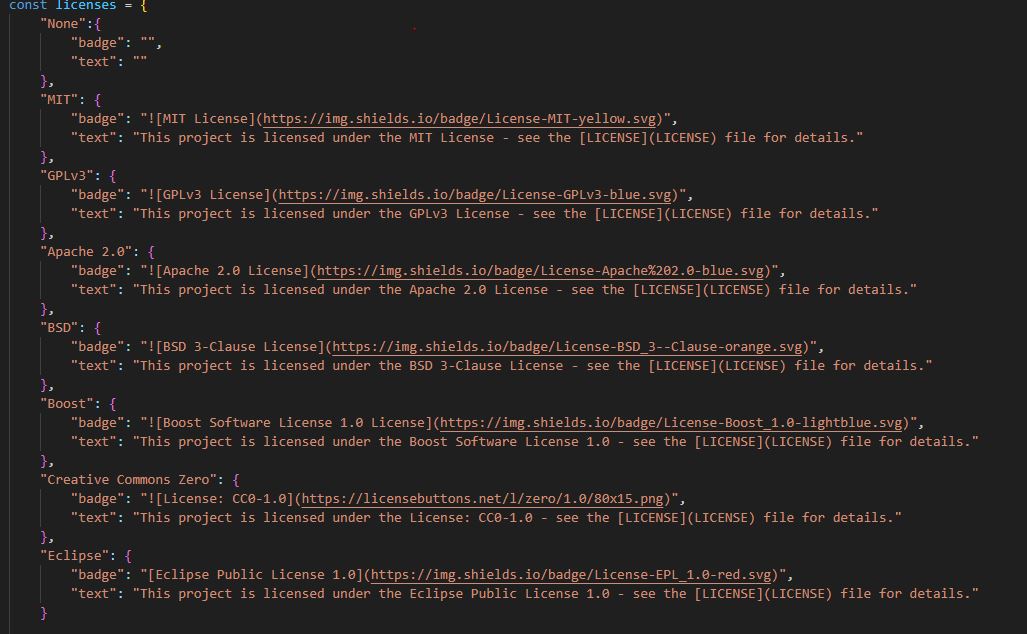 const licenses = {
"None":{
"badge": "",
"text": ""
},
"MIT": {
"badge": "![MIT License](https://img.shields.io/badge/License-MIT-yellow.svg)",
"text": "This project is licensed under the MIT License - see the [LICENSE](LICENSE) file for details."
},
"GPLv3": {
"badge": "![GPLv3 License](https://img.shields.io/badge/License-GPLv3-blue.svg)",
"text": "This project is licensed under the GPLv3 License - see the [LICENSE](LICENSE) file for details."
},
"Apache 2.0": {
"badge": "![Apache 2.0 License](https://img.shields.io/badge/License-Apache%202.0-blue.svg)",
"text": "This project is licensed under the Apache 2.0 License - see the [LICENSE](LICENSE) file for details."
},
"BSD": {
"badge": "![BSD 3-Clause License](https://img.shields.io/badge/License-BSD_3--Clause-orange.svg)",
"text": "This project is licensed under the BSD 3-Clause License - see the [LICENSE](LICENSE) file for details."
},
"Boost": {
"badge": "![Boost Software License 1.0 License](https://img.shields.io/badge/License-Boost_1.0-lightblue.svg)",
"text": "This project is licensed under the Boost Software License 1.0 - see the [LICENSE](LICENSE) file for details."
},
"Creative Commons Zero": {
"badge": "![License: CC0-1.0](https://licensebuttons.net/l/zero/1.0/80x15.png)",
"text": "This project is licensed under the License: CC0-1.0 - see the [LICENSE](LICENSE) file for details."
},
"Eclipse": {
"badge": "[Eclipse Public License 1.0](https://img.shields.io/badge/License-EPL_1.0-red.svg)",
"text": "This project is licensed under the Eclipse Public License 1.0 - see the [LICENSE](LICENSE) file for details."
}